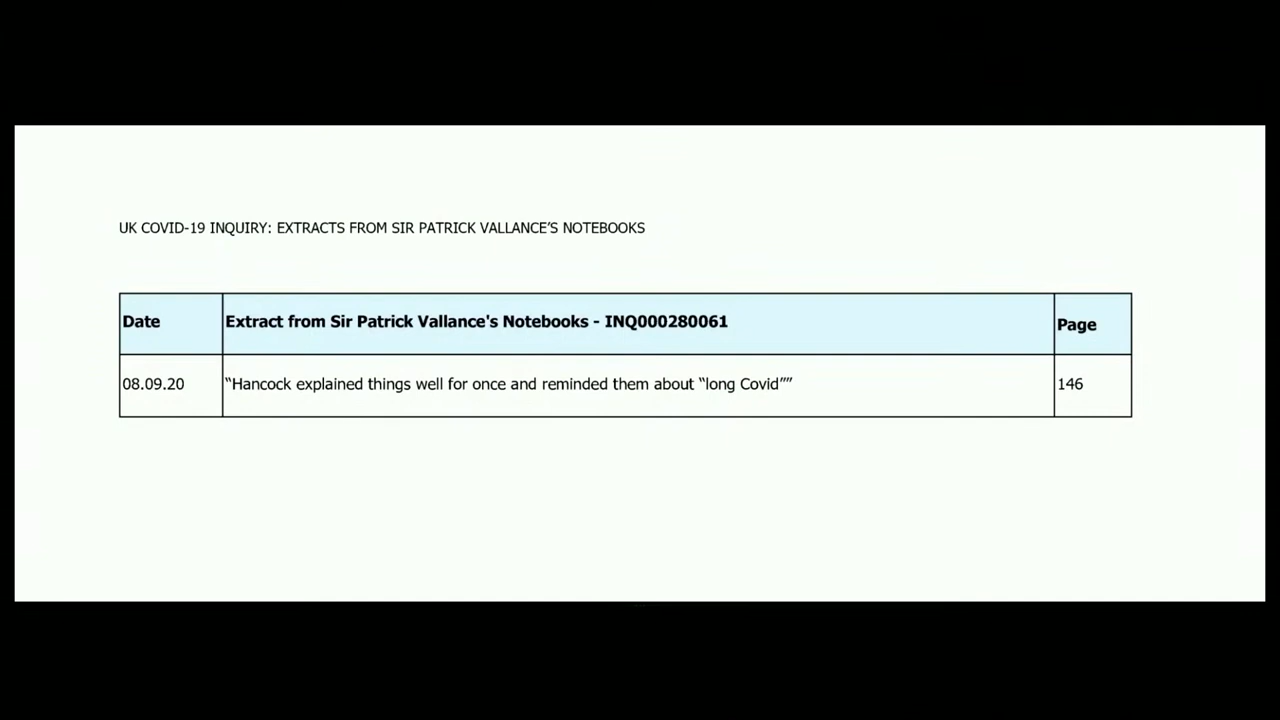 UK COVID-19 INQUIRY: EXTRACTS FROM SIR PATRICK VALLANCE’S NOTEBOOKS
Date Extract from Sir Patrick Vallance's Notebooks - INQ000280061 Page
08.09.20 “Hancock explained things well for once and reminded them about “long Covid”” 146